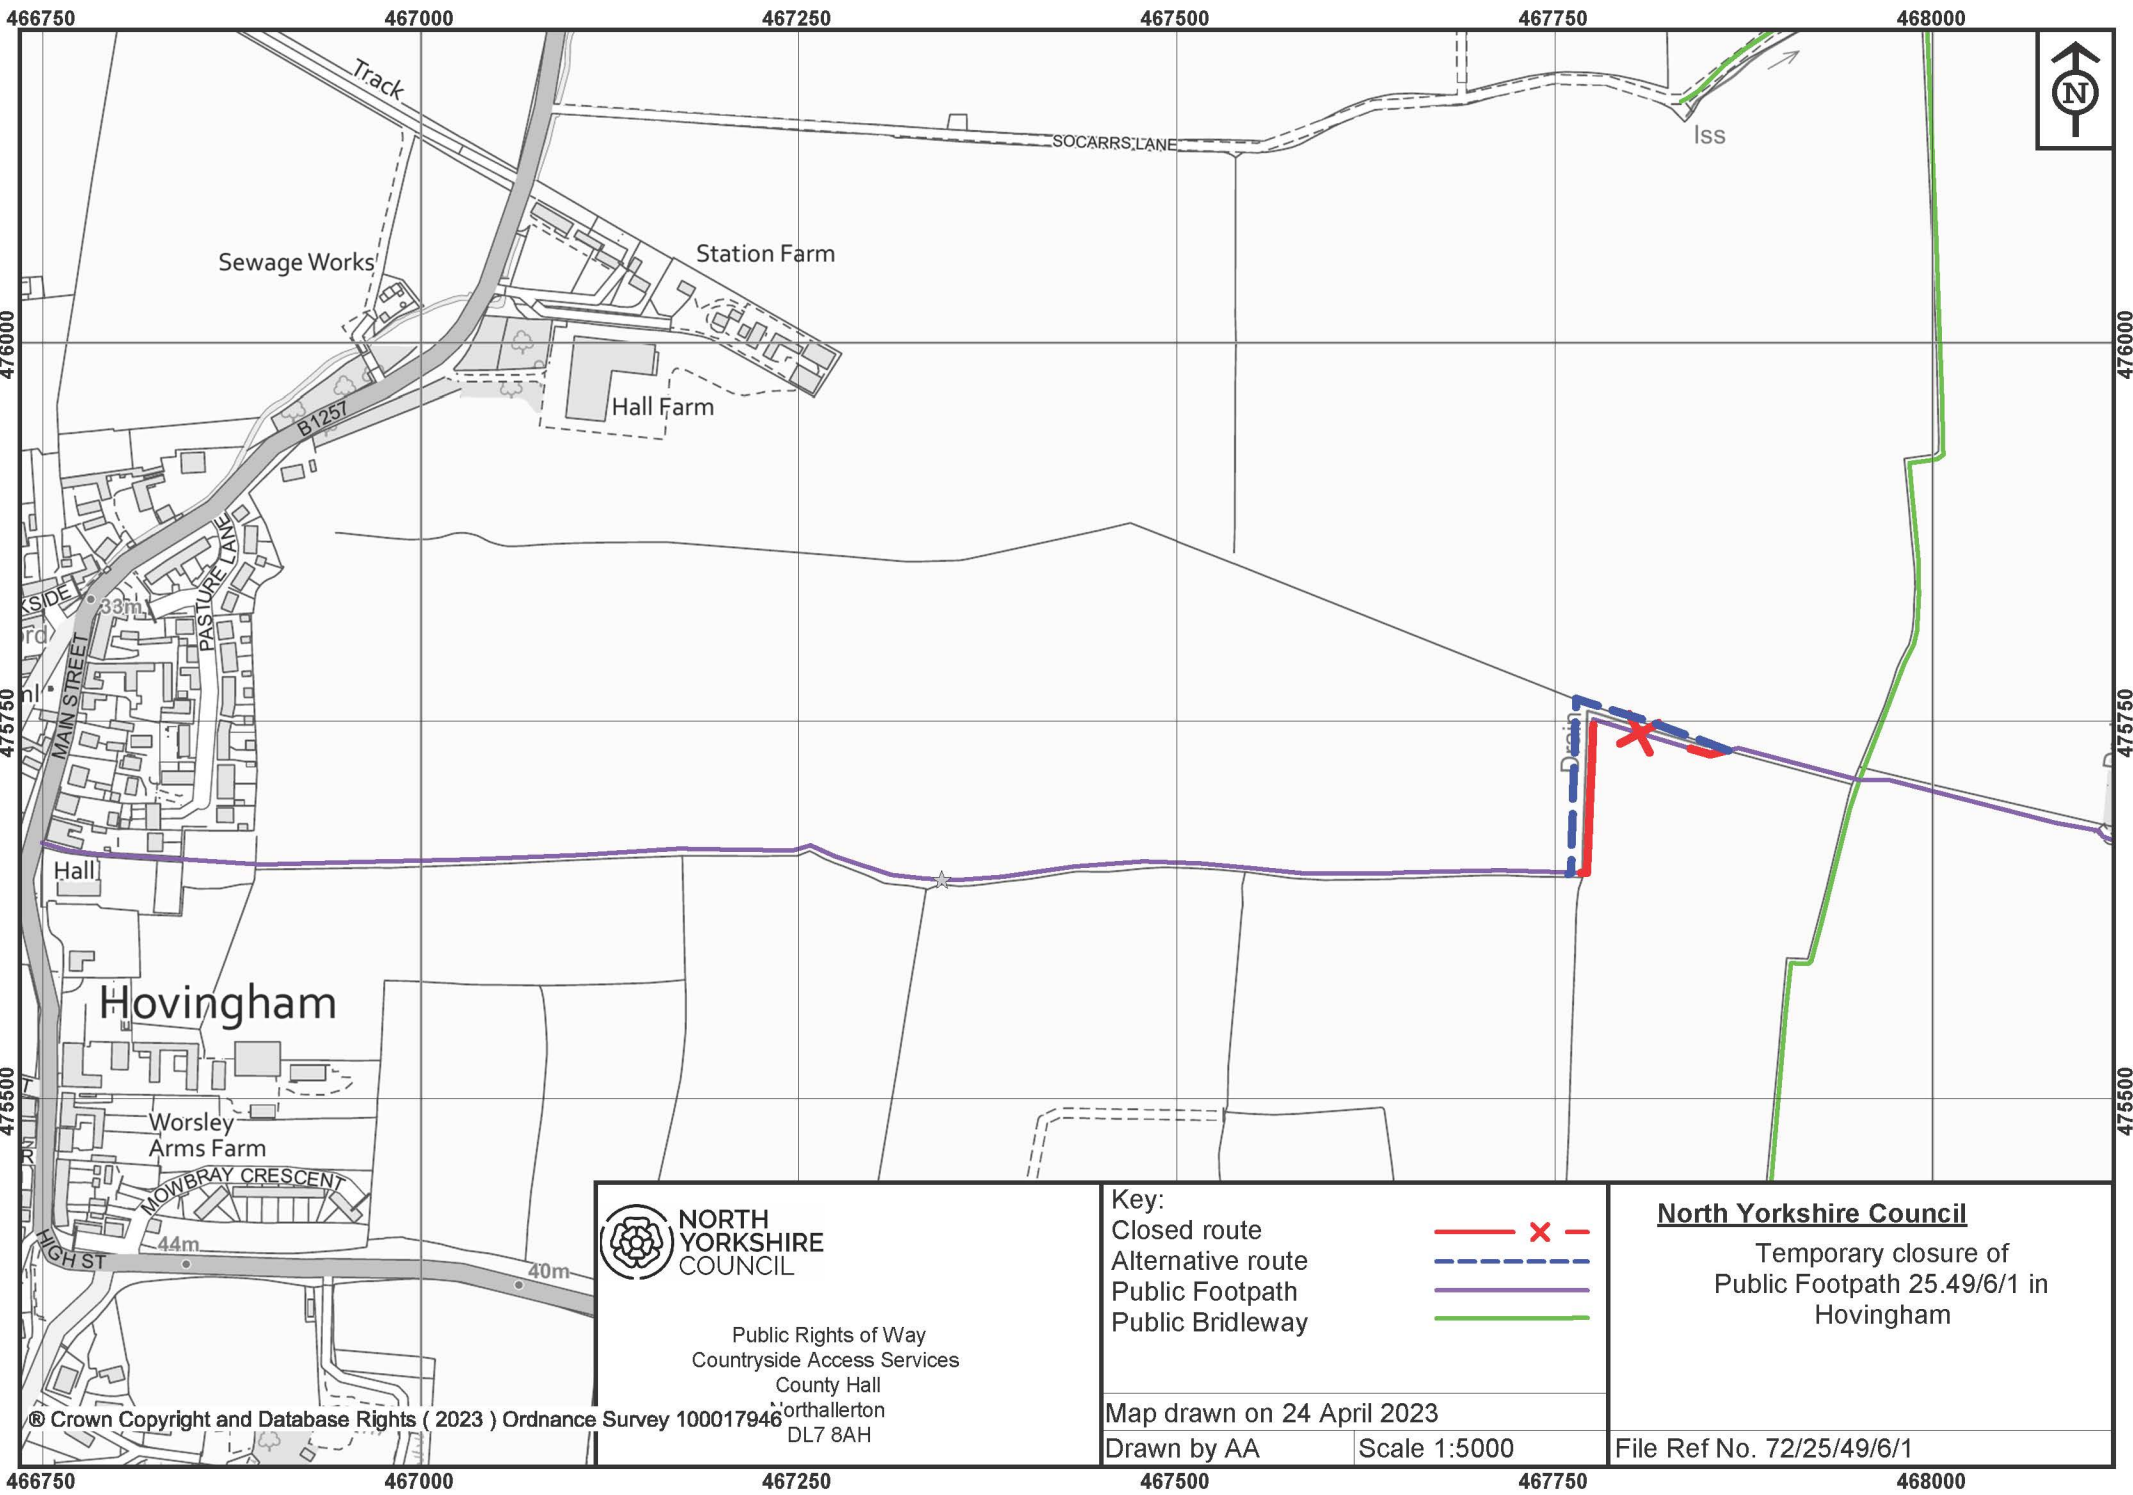 466750
467000
467250
467500
467750
468000
Track
SOCARRS LANE
Iss
N
Station Farm
Sewage Works
476000
476000
Hall Farm
B1257
PASTURE LANE
KSIDE
33m
MAIN STREET
475750
475750
Drain
Hall
Hovingham
475500
475500
Worsley
Arms Farm
MOWBRAY CRESCENT
HIGH ST
44m
40m
NORTH
YORKSHIRE
COUNCIL
Public Rights of Way
Countryside Access Services
County Hall
Northallerton
DL7 8AH
® Crown Copyright and Database Rights ( 2023 ) Ordnance Survey 100017946
Key:
Closed route
Alternative route
Public Footpath
Public Bridleway
Map drawn on 24 April 2023
Drawn by AA
Scale 1:5000
North Yorkshire Council
Temporary closure of
Public Footpath 25.49/6/1 in
Hovingham
File Ref No. 72/25/49/6/1
466750
467000
467250
467500
467750
468000